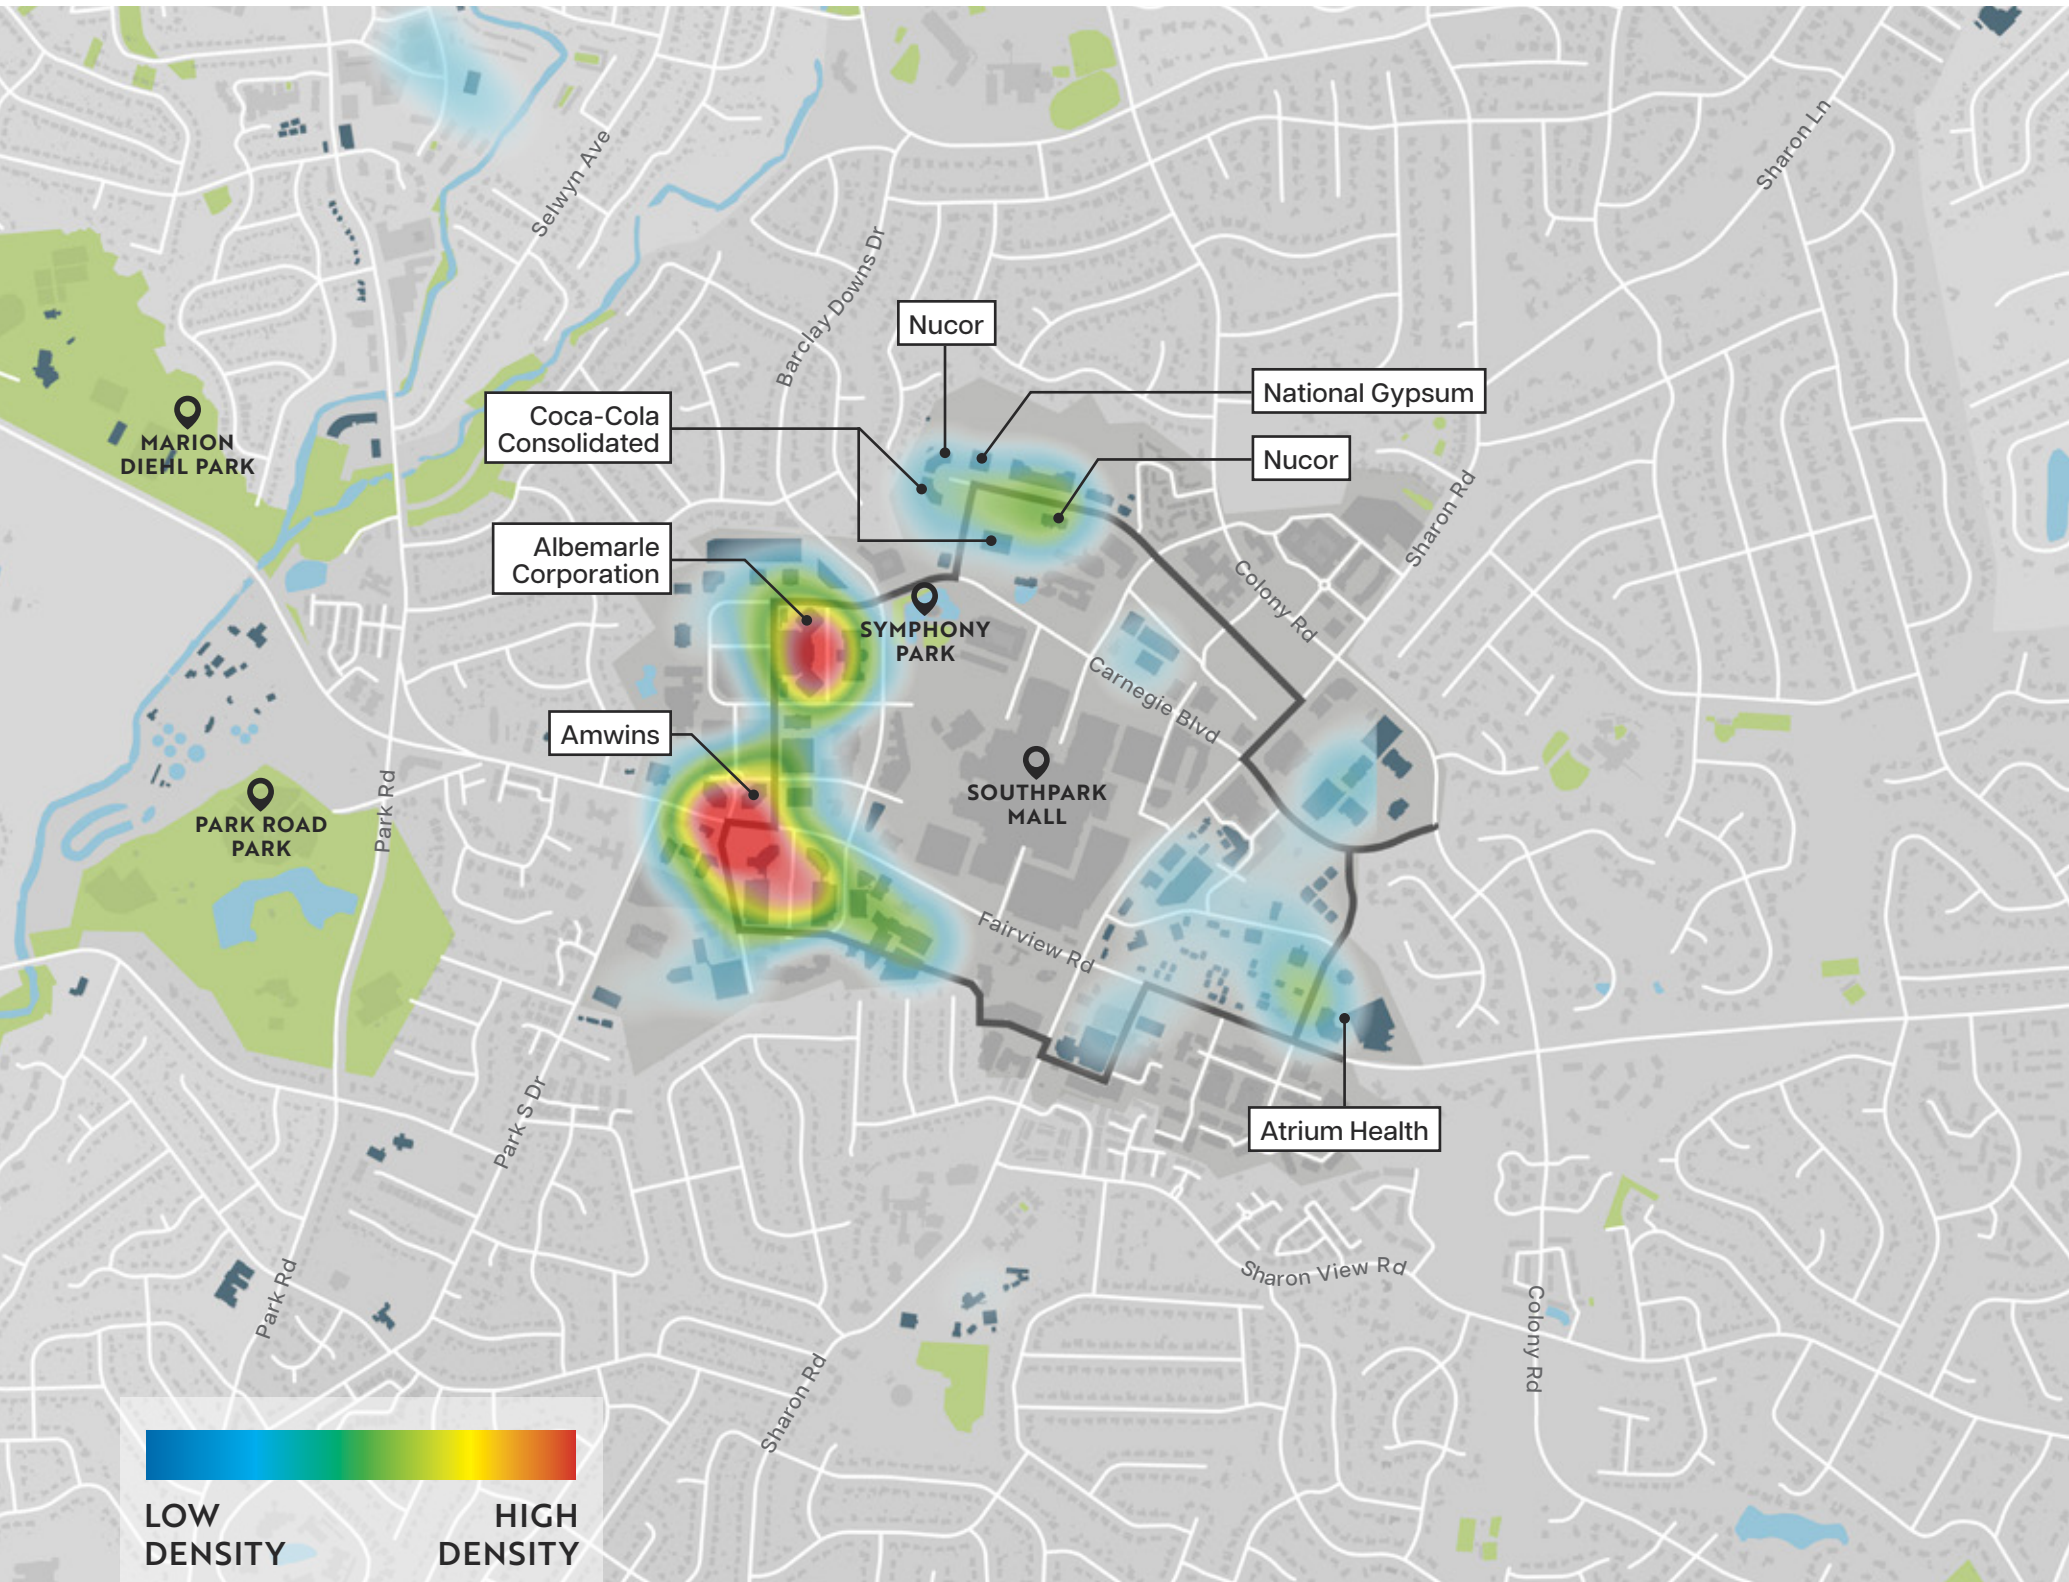 Sharon Ln
Selwyn Ave
Barclay Downs Dr
Nucor
National Gypsum
Coca-Cola
Consolidated
MARION
DIEHL PARK
Nucor
Sharon Rd
Albemarle
Corporation
Colony Rd
SYMPHONY
PARK
Carnegie Blvd
Amwins
SOUTHPARK
MALL
PARK ROAD
PARK
Park Rd
Fairview Rd
Park S Dr
Atrium Health
Sharon View Rd
Park Rd
Colony Rd
Sharon Rd
LOW
DENSITY
HIGH
DENSITY